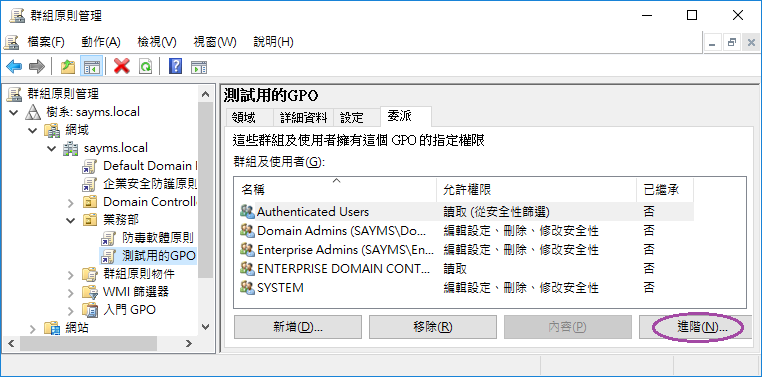 群組原則管理
檔案(F) 動作(A) 檢視(V) 視窗(W) 說明(H)
群組原則管理
樹系: sayms.local
網域
sayms.local
Default Domain
企業安全防護原則
Domain Controlle
業務部
防毒軟體原則
測試用的GPO
群組原則物件
WMI 篩選器
入門 GPO
網站
測試用的GPO
領域 詳細資料 設定 委派
這些群組及使用者擁有這個 GPO 的指定權限
群組及使用者(G):
名稱 允許權限 已繼承
Authenticated Users 讀取 (從安全性篩選) 否
Domain Admins (SAYMS\Do... 編輯設定、刪除、修改安全性 否
Enterprise Admins (SAYMS\En... 編輯設定、刪除、修改安全性 否
ENTERPRISE DOMAIN CONT... 讀取 否
SYSTEM 編輯設定、刪除、修改安全性 否
新增(D)... 移除(R) 內容(P) 進階(N)...